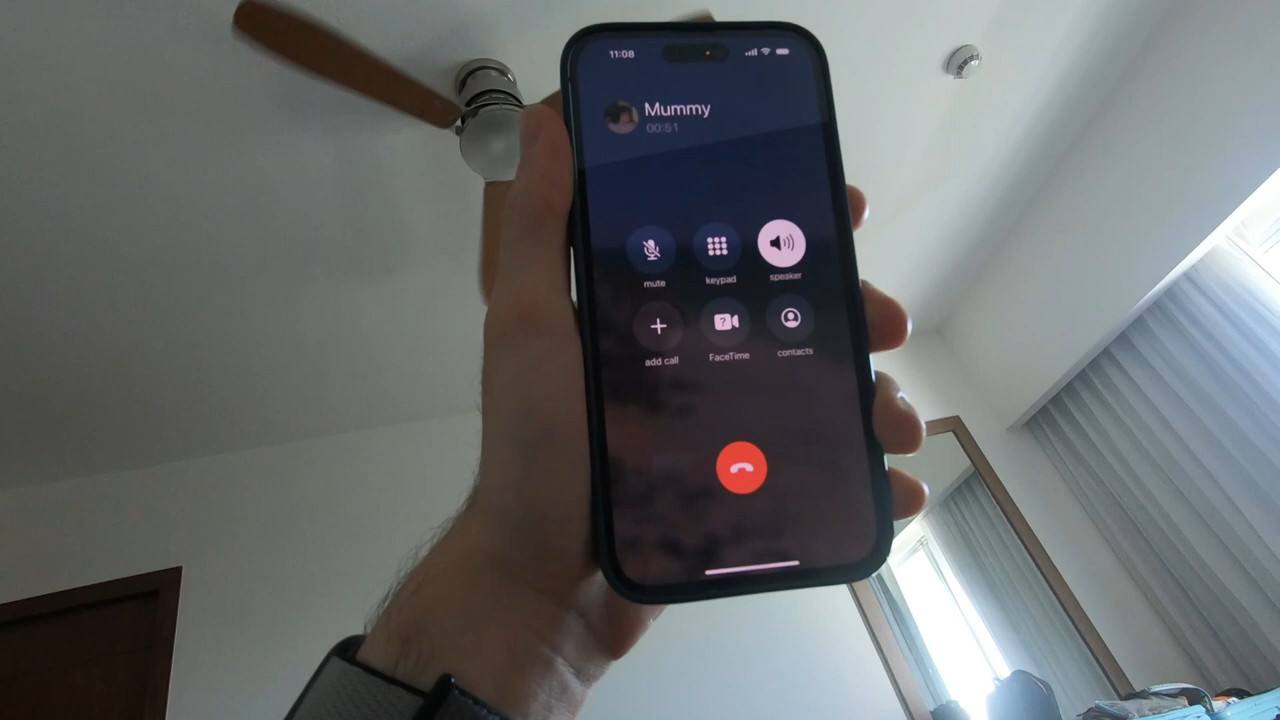 11:08
Mummy
00:51
mute
keypad
speaker
add call
FaceTime
contacts